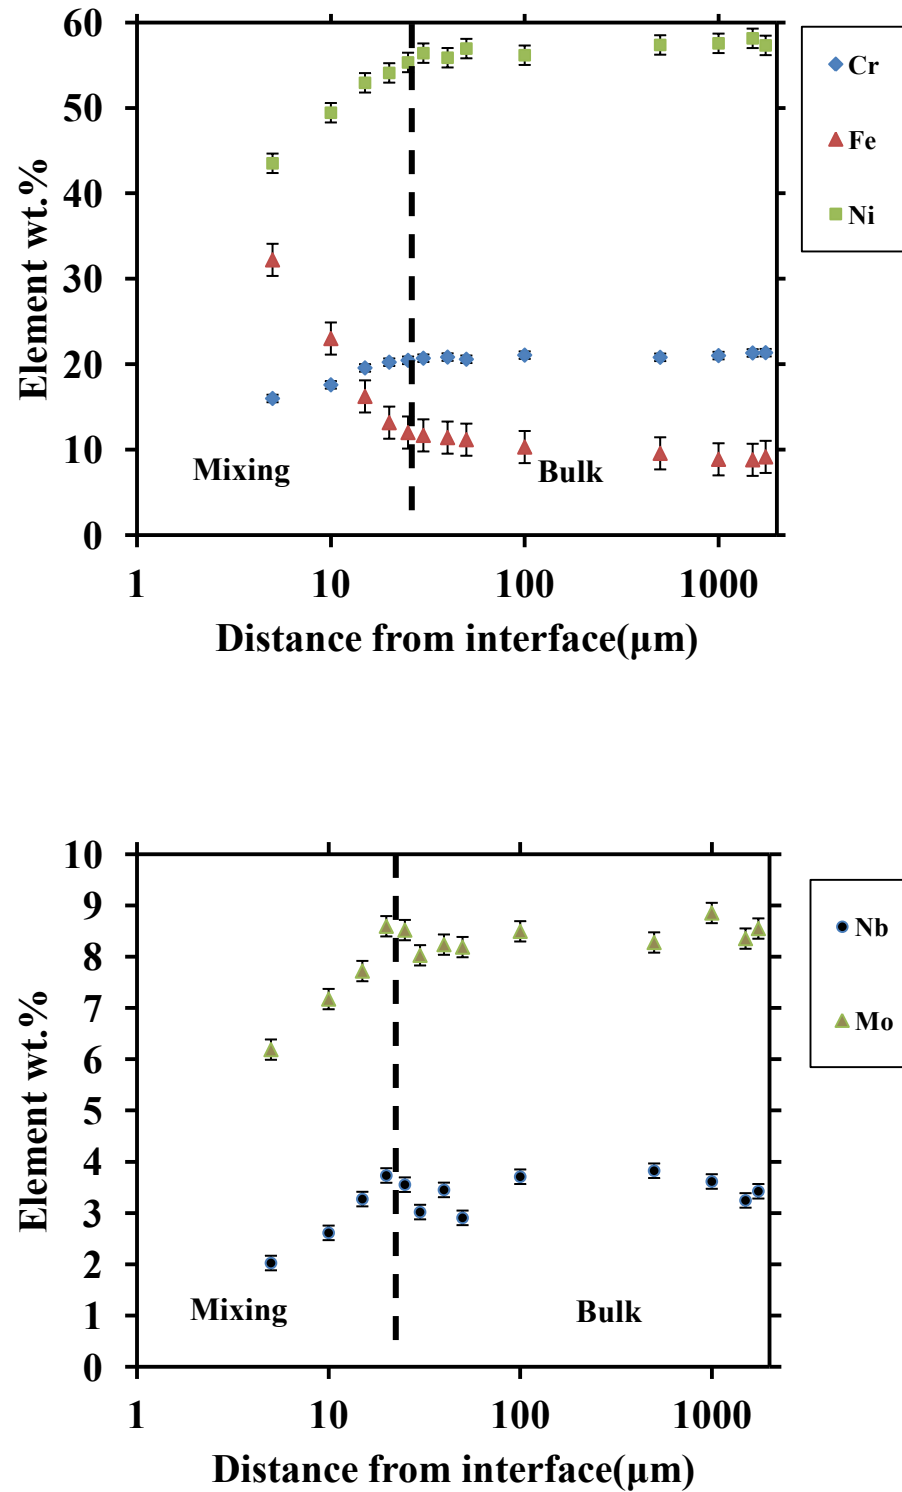 60
50
40
30
20
10
0
Element wt.%
Mixing
Bulk
1
10
100
1000
Distance from interface(μm)
Cr
Fe
Ni
10
9
8
7
6
5
4
3
2
1
0
Element wt.%
Mixing
Bulk
1
10
100
1000
Distance from interface(μm)
Nb
Mo